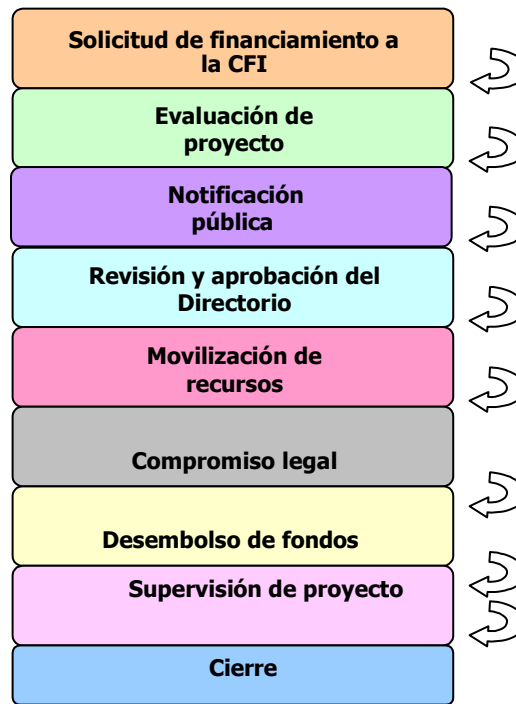 Solicitud de financiamiento a
la CFI
Evaluación de
proyecto
Notificación
pública
Revisión y aprobación del
Directorio
Movilización de
recursos
Compromiso legal
Desembolso de fondos
Supervisión de proyecto
Cierre